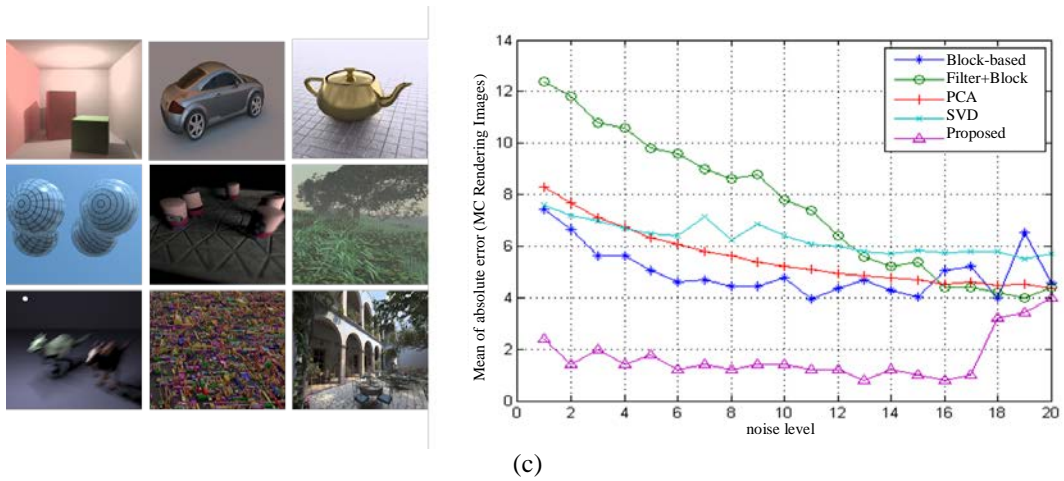 14
12
10
8
6
4
2
0
Mean of absolute error (MC Rendering Images)
Block-based
Filter+Block
PCA
SVD
Proposed
0 2 4 6 8 10 12 14 16 18 20
noise level
(c)